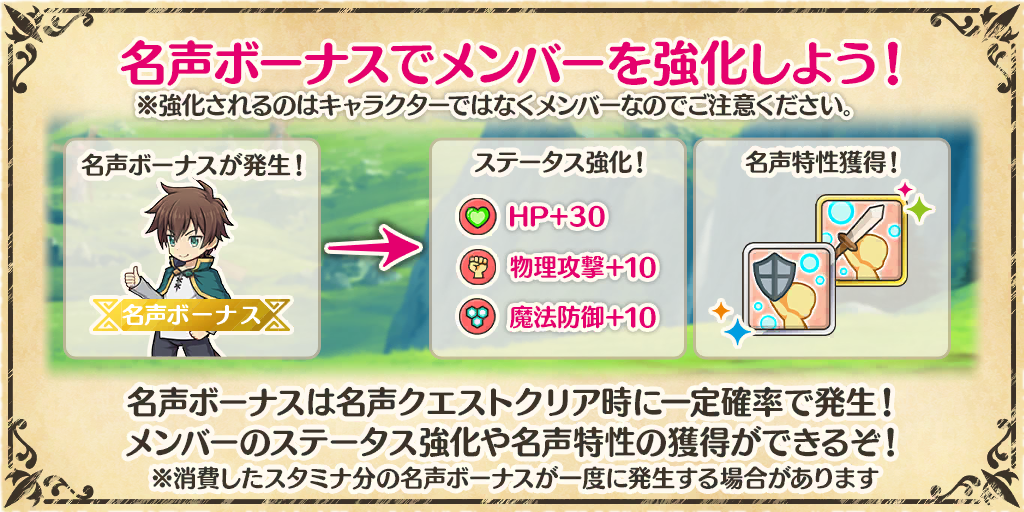 名声ボーナスでメンバーを強化しよう！
※強化されるのはキャラクターではなくメンバーなのでご注意ください。
名声ボーナスが発生！
名声ボーナス
ステータス強化！
HP+30
物理攻撃+10
魔法防御+10
名声特性獲得！
名声ボーナスは名声クエストクリア時に一定確率で発生！
メンバーのステータス強化や名声特性の獲得ができるぞ！
※消費したスタミナ分の名声ボーナスが一度に発生する場合があります